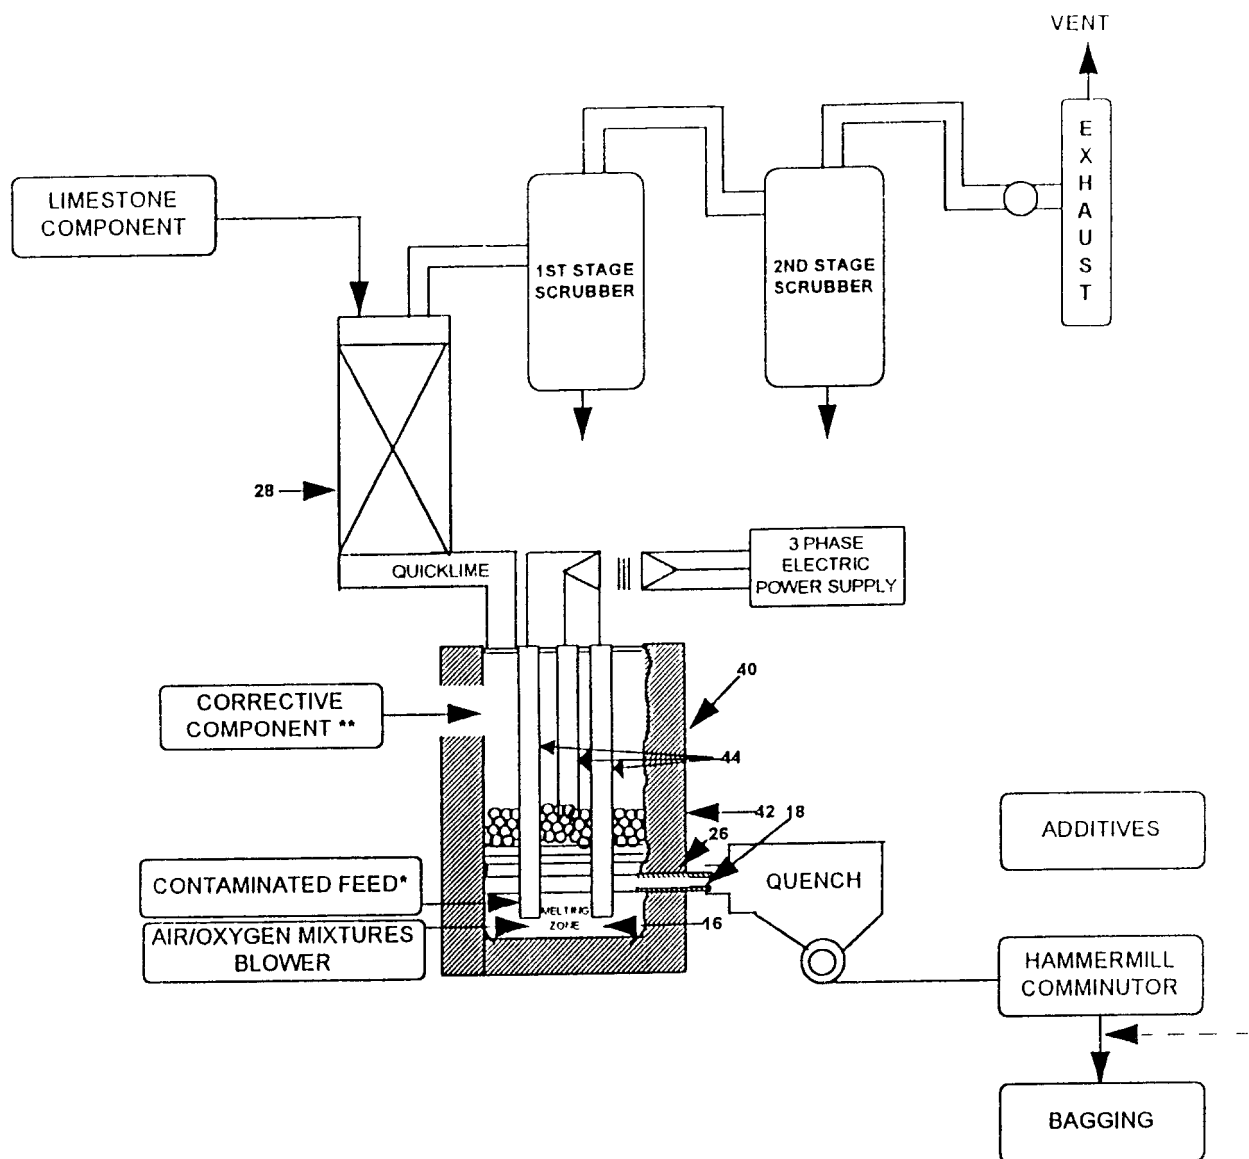 VENT
EXHAUST
LIMESTONE
COMPONENT
1ST STAGE
SCRUBBER
2ND STAGE
SCRUBBER
28
QUICKLIME
3 PHASE
ELECTRIC
POWER SUPPLY
40
CORRECTIVE
COMPONENT **
44
42
18
26
ADDITIVES
CONTAMINATED FEED*
QUENCH
MELTING
ZONE
16
AIR/OXYGEN MIXTURES
BLOWER
HAMMERMILL
COMMINUTOR
BAGGING